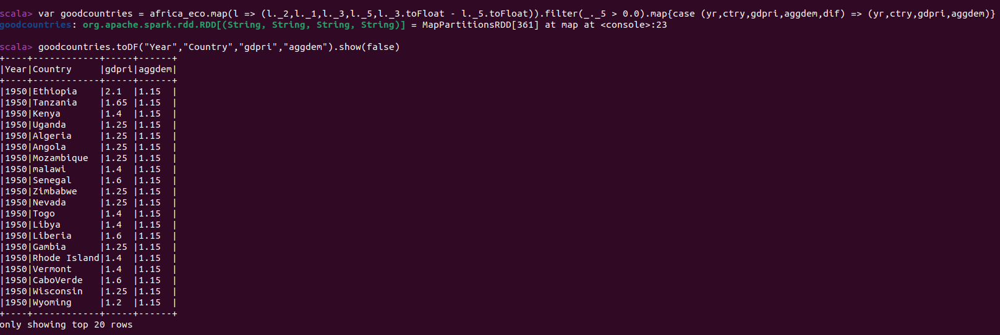 scala> var goodcountries = africa_eco.map(l => (l._2,l._1,l._3,l._5,l._3.toFloat - l._5.toFloat)).filter(_._5 > 0.0).map{case (yr,ctry,gdpri,aggdem,dif) => (yr,ctry,gdpri,aggdem)}
goodcountries: org.apache.spark.rdd.RDD[(String, String, String, String)] = MapPartitionsRDD[361] at map at <console>:23
scala> goodcountries.toDF("Year","Country","gdpri","aggdem").show(false)
+----+------------+-----+------+
|Year|Country     |gdpri|aggdem|
+----+------------+-----+------+
|1950|Ethiopia    |2.1  |1.15  |
|1950|Tanzania    |1.65 |1.15  |
|1950|Kenya       |1.4  |1.15  |
|1950|Uganda      |1.25 |1.15  |
|1950|Algeria     |1.25 |1.15  |
|1950|Angola      |1.25 |1.15  |
|1950|Mozambique  |1.25 |1.15  |
|1950|malawi      |1.4  |1.15  |
|1950|Senegal     |1.6  |1.15  |
|1950|Zimbabwe    |1.25 |1.15  |
|1950|Nevada      |1.25 |1.15  |
|1950|Togo        |1.4  |1.15  |
|1950|Libya       |1.4  |1.15  |
|1950|Liberia     |1.6  |1.15  |
|1950|Gambia      |1.25 |1.15  |
|1950|Rhode Island|1.4  |1.15  |
|1950|Vermont     |1.4  |1.15  |
|1950|CaboVerde   |1.6  |1.15  |
|1950|Wisconsin   |1.25 |1.15  |
|1950|Wyoming     |1.2  |1.15  |
+----+------------+-----+------+
only showing top 20 rows